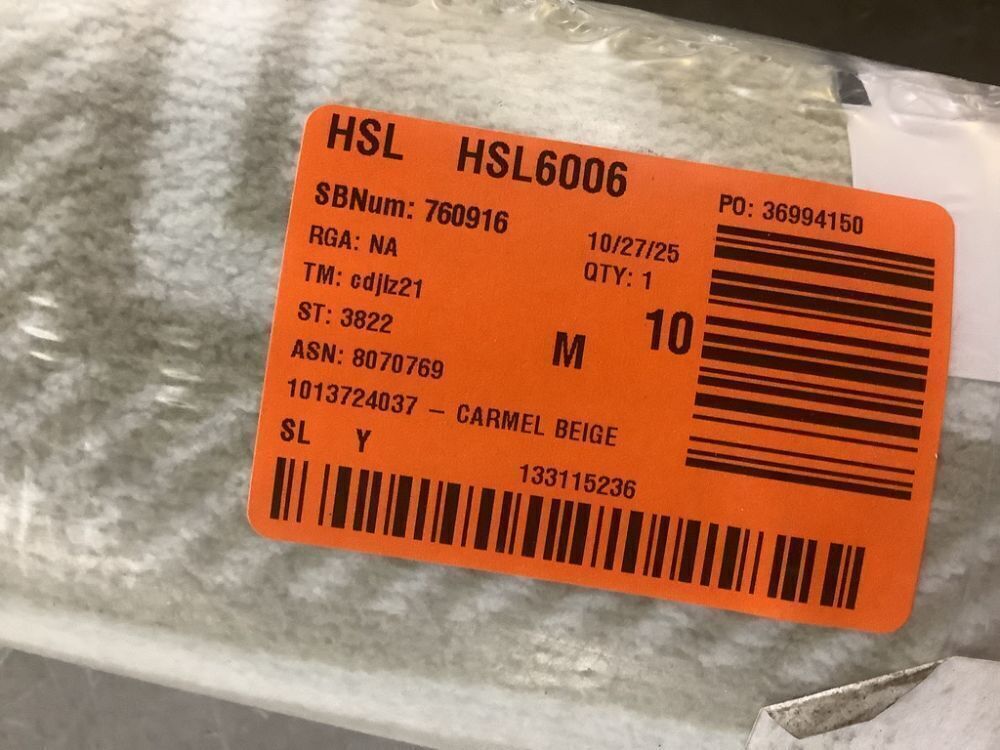 HSL HSL6006
SBNum: 760916
PO: 36994150
RGA: NA
10/27/25
TM: cdjlz21
QTY: 1
ST: 3822
M 10
ASN: 8070769
1013724037 – CARMEL BEIGE
SL Y
133115236